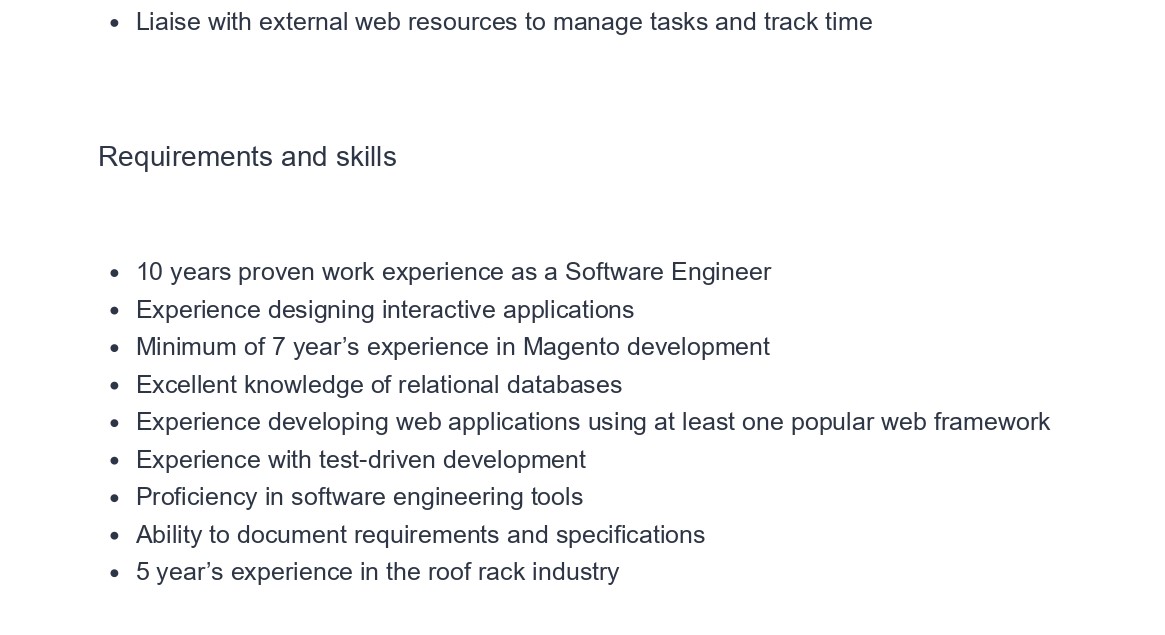 • Liaise with external web resources to manage tasks and track time
Requirements and skills
• 10 years proven work experience as a Software Engineer
• Experience designing interactive applications
• Minimum of 7 year’s experience in Magento development
• Excellent knowledge of relational databases
• Experience developing web applications using at least one popular web framework
• Experience with test-driven development
• Proficiency in software engineering tools
• Ability to document requirements and specifications
• 5 year’s experience in the roof rack industry